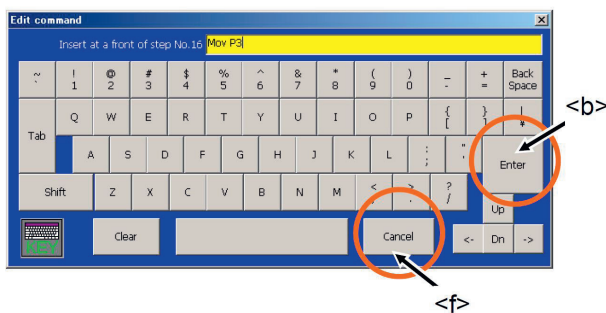 Edit command
Insert at a front of step No.16 Mov P3
~ ! @ # $ % ^ & * ( ) _ + Back
` 1 2 3 4 5 6 7 8 9 0 - = Space
Tab Q W E R T Y U I O P { [ } ] | ¥
A S D F G H J K L : ; " ' Enter
Shift Z X C V B N M < , > . ? / Up
KEY Clear Cancel <- Dn ->
<b>
<f>